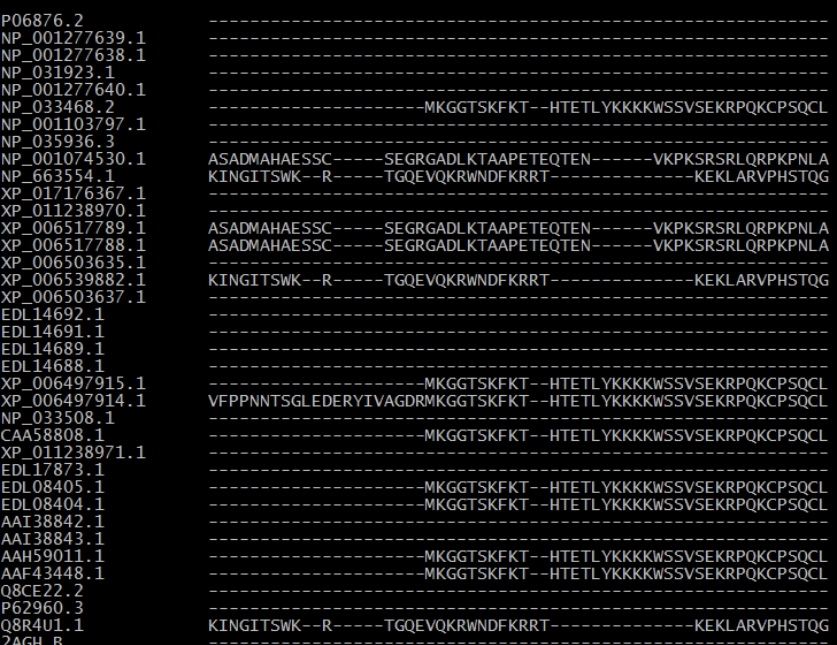 P06876.2 ------------------------------------------------------------
NP_001277639.1 ------------------------------------------------------------
NP_001277638.1 ------------------------------------------------------------
NP_031923.1 ------------------------------------------------------------
NP_001277640.1 ------------------------------------------------------------
NP_033468.2 ---------------------MKGGTSKFKT--HTETLYKKKKWSSVSEKRPQKCPSQCL
NP_001103797.1 ------------------------------------------------------------
NP_035936.3 ------------------------------------------------------------
NP_001074530.1 ASADMAHAESSC-----SEGRGADLKTAAPETEQTEN------VKPKSRSRLQRPKPNLA
NP_663554.1 KINGITSWK--R-----TGQEVQKRWNDFKRRT--------------KEKLARVPHSTQG
XP_017176367.1 ------------------------------------------------------------
XP_011238970.1 ------------------------------------------------------------
XP_006517789.1 ASADMAHAESSC-----SEGRGADLKTAAPETEQTEN------VKPKSRSRLQRPKPNLA
XP_006517788.1 ASADMAHAESSC-----SEGRGADLKTAAPETEQTEN------VKPKSRSRLQRPKPNLA
XP_006503635.1 ------------------------------------------------------------
XP_006539882.1 KINGITSWK--R-----TGQEVQKRWNDFKRRT--------------KEKLARVPHSTQG
XP_006503637.1 ------------------------------------------------------------
EDL14692.1 ------------------------------------------------------------
EDL14691.1 ------------------------------------------------------------
EDL14689.1 ------------------------------------------------------------
EDL14688.1 ------------------------------------------------------------
XP_006497915.1 ---------------------MKGGTSKFKT--HTETLYKKKKWSSVSEKRPQKCPSQCL
XP_006497914.1 VFPPNNTSGLEDERYIVAGDRMKGGTSKFKT--HTETLYKKKKWSSVSEKRPQKCPSQCL
NP_033508.1 ------------------------------------------------------------
CAA58808.1 ---------------------MKGGTSKFKT--HTETLYKKKKWSSVSEKRPQKCPSQCL
XP_011238971.1 ------------------------------------------------------------
EDL17873.1 ------------------------------------------------------------
EDL08405.1 ---------------------MKGGTSKFKT--HTETLYKKKKWSSVSEKRPQKCPSQCL
EDL08404.1 ---------------------MKGGTSKFKT--HTETLYKKKKWSSVSEKRPQKCPSQCL
AAI38842.1 ------------------------------------------------------------
AAI38843.1 ------------------------------------------------------------
AAH59011.1 ---------------------MKGGTSKFKT--HTETLYKKKKWSSVSEKRPQKCPSQCL
AAF43448.1 ---------------------MKGGTSKFKT--HTETLYKKKKWSSVSEKRPQKCPSQCL
Q8CE22.2 ------------------------------------------------------------
P62960.3 ------------------------------------------------------------
Q8R4U1.1 KINGITSWK--R-----TGQEVQKRWNDFKRRT--------------KEKLARVPHSTQG
2AGH_B ------------------------------------------------------------